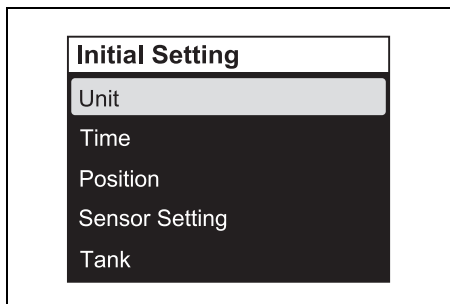 Initial Setting
Unit
Time
Position
Sensor Setting
Tank